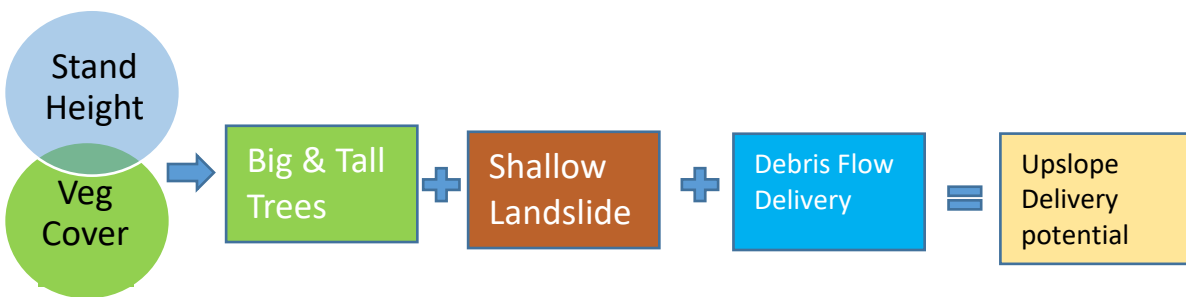 Stand
Height
Veg
Cover
Big & Tall
Trees
Shallow
Landslide
Debris Flow
Delivery
Upslope
Delivery
potential